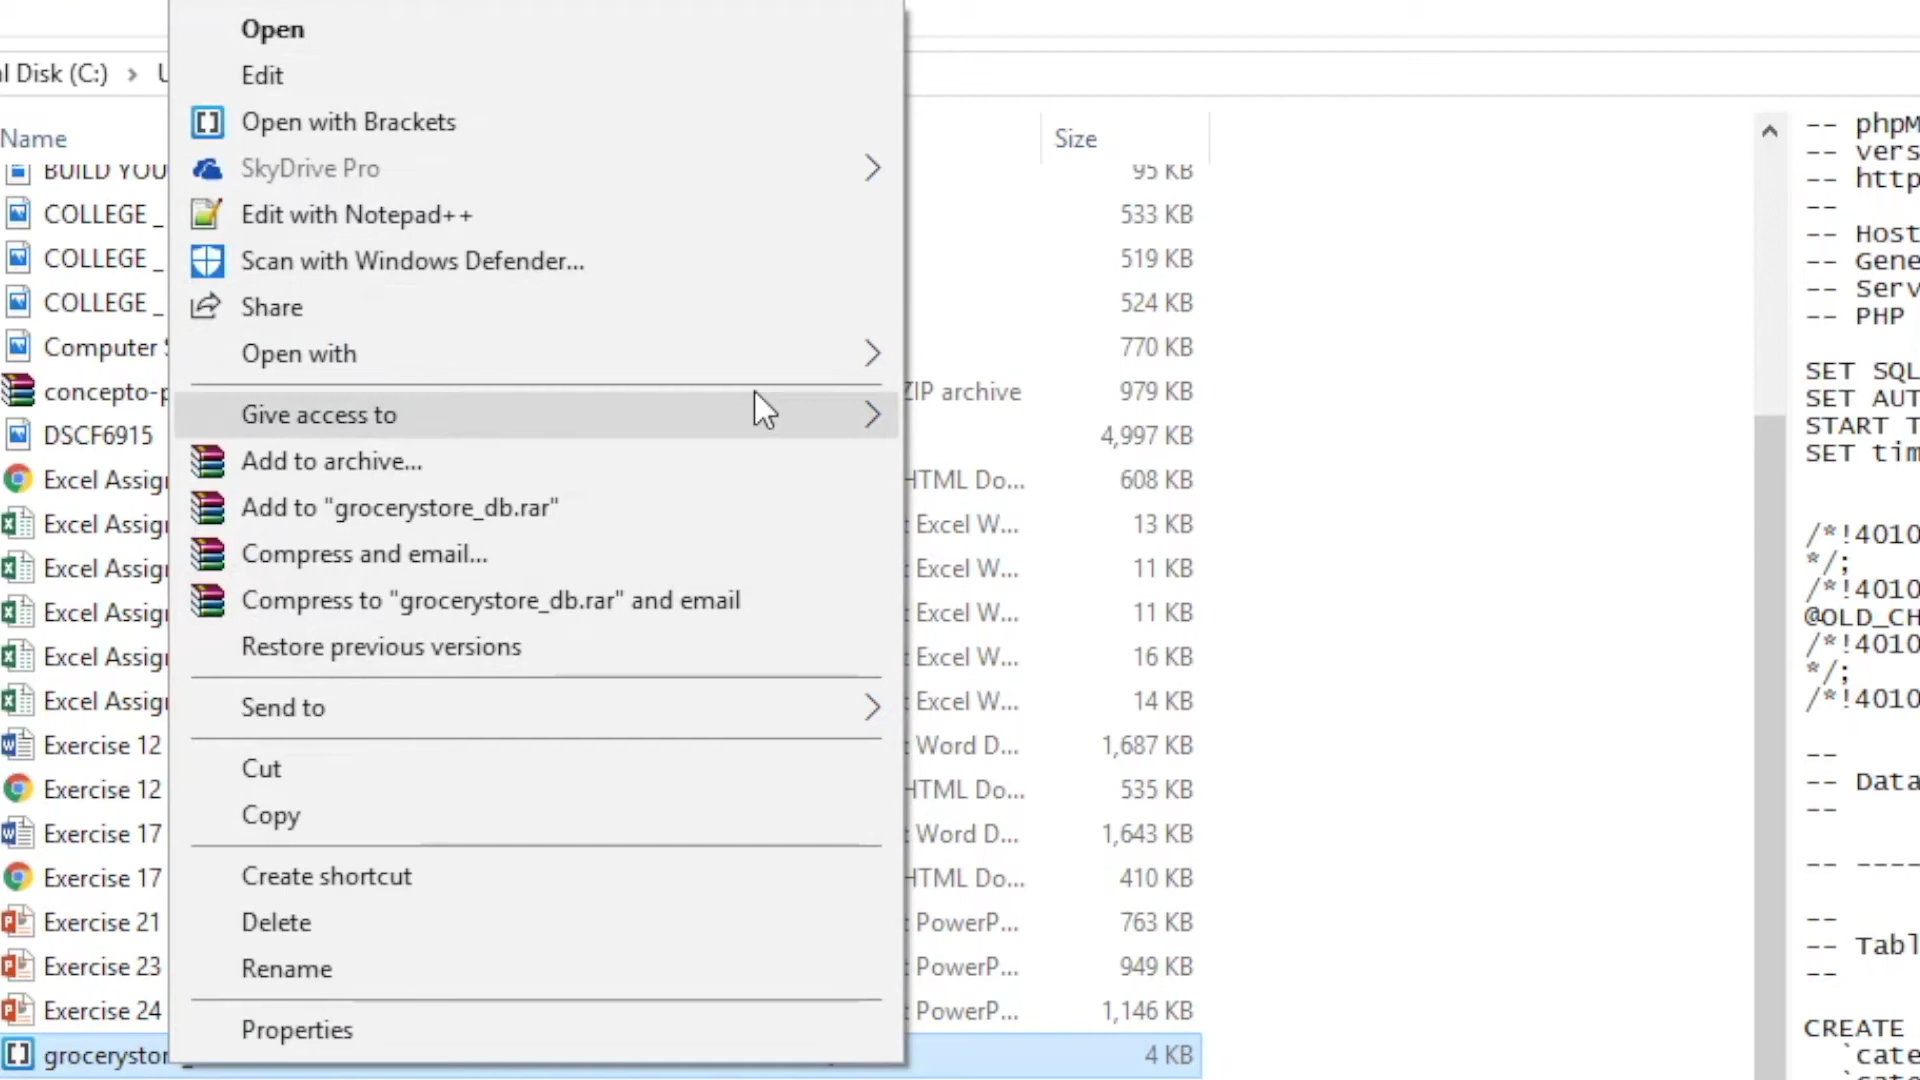 Open
Edit
l Disk (C:)
Open with Brackets
Name
Size
SkyDrive Pro
BUILD YOU
95 KB
Edit with Notepad++
COLLEGE _
533 KB
Scan with Windows Defender...
COLLEGE _
519 KB
Share
COLLEGE _
524 KB
Open with
Computer
770 KB
concepto-p
ZIP archive
979 KB
Give access to
DSCF6915
4,997 KB
Add to archive...
Excel Assig
HTML Do...
608 KB
Add to "grocerystore_db.rar"
Excel Assig
Excel W...
13 KB
Compress and email...
Excel Assig
Excel W...
11 KB
Compress to "grocerystore_db.rar" and email
Excel Assig
Excel W...
11 KB
Restore previous versions
Excel Assig
Excel W...
16 KB
Send to
Excel Assig
Excel W...
14 KB
Exercise 12
Word D...
1,687 KB
Cut
Exercise 12
HTML Do...
535 KB
Copy
Exercise 17
Word D...
1,643 KB
Create shortcut
Exercise 17
HTML Do...
410 KB
Delete
Exercise 21
PowerP...
763 KB
Rename
Exercise 23
PowerP...
949 KB
Exercise 24
PowerP...
1,146 KB
Properties
grocerystor
4 KB
-- phpM
-- vers
-- http
--
-- Host
-- Gene
-- Serv
-- PHP
SET SQL
SET AUT
START T
SET tim
/*!4010
*/;
/*!4010
@OLD_CH
/*!4010
*/;
/*!4010
--
-- Data
--
-- ----
--
-- Tabl
--
CREATE
`cate